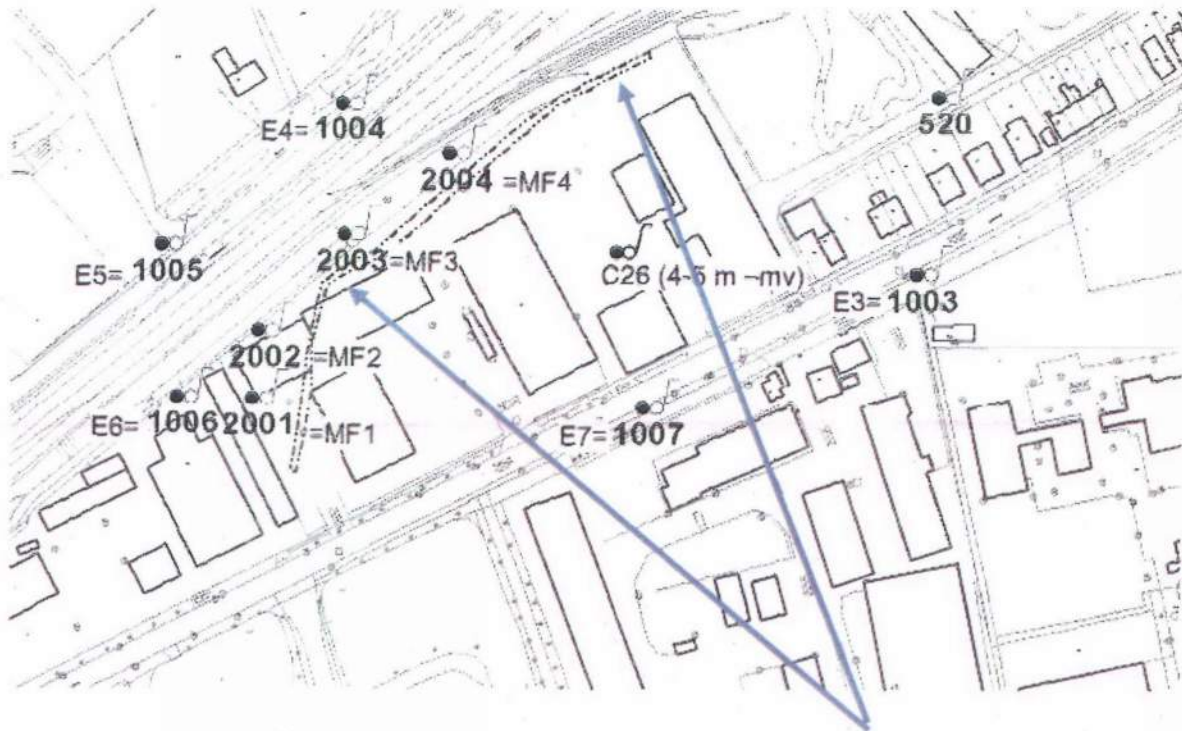 E4= 1004
520
2004 =MF4
E5= 1005
2003 =MF3
C26 (4-5 m –mv)
E3= 1003
2002 =MF2
E6= 1006
2001 =MF1
E7= 1007